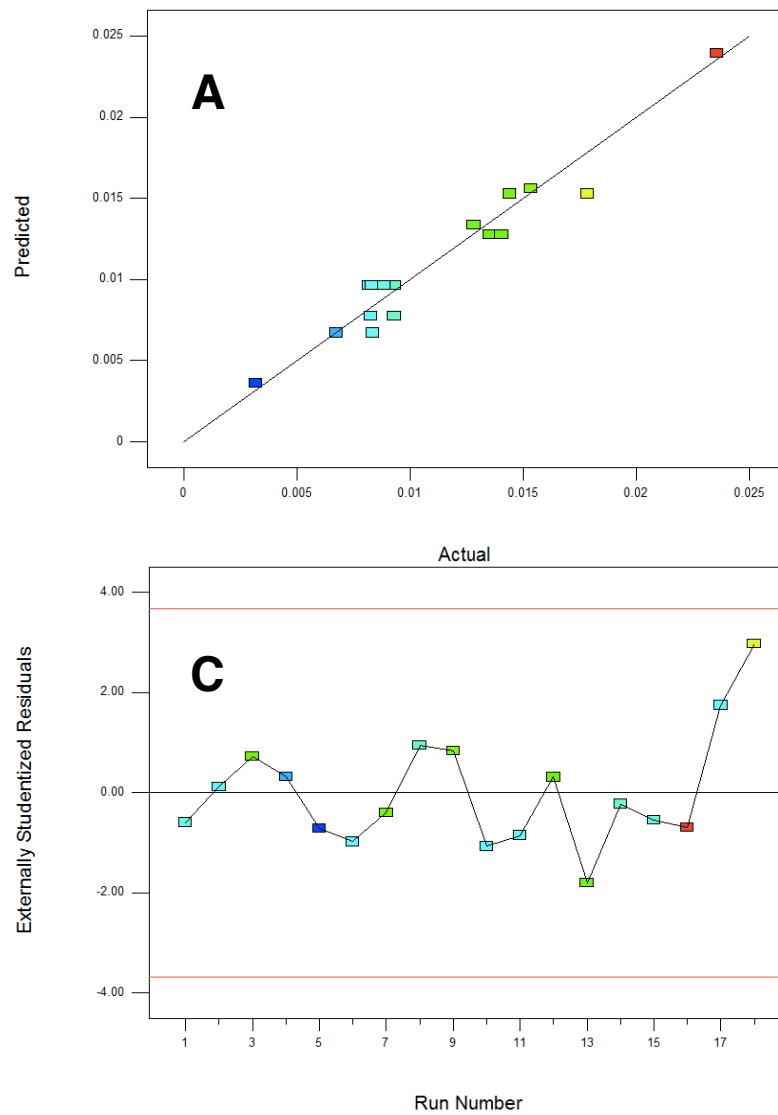 A
Predicted
0.025
0.02
0.015
0.01
0.005
0
0 0.005 0.01 0.015 0.02 0.025
Actual
C
Externally Studentized Residuals
4.00
2.00
0.00
-2.00
-4.00
1 3 5 7 9 11 13 15 17
Run Number